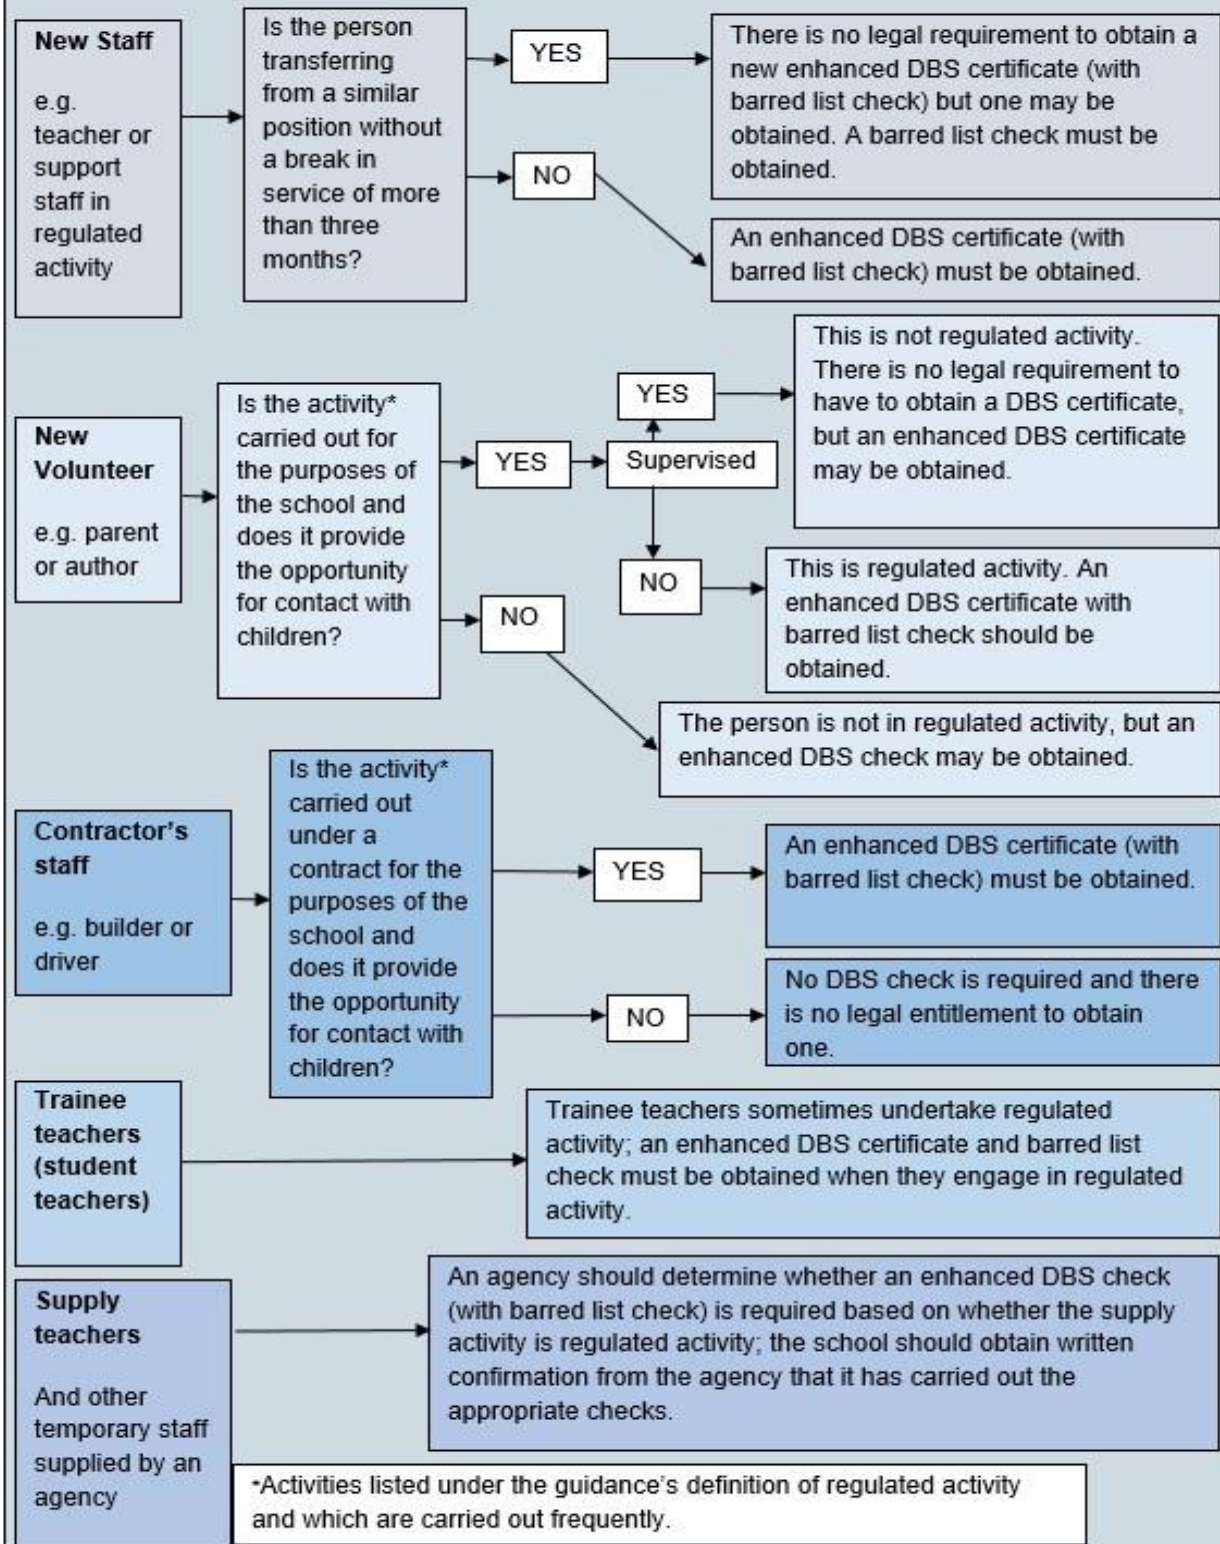 New Staff
e.g.
teacher or
support
staff in
regulated
activity
Is the person
transferring
from a similar
position without
a break in
service of more
than three
months?
YES
There is no legal requirement to obtain a
new enhanced DBS certificate (with
barred list check) but one may be
obtained. A barred list check must be
obtained.
NO
An enhanced DBS certificate (with
barred list check) must be obtained.
New
Volunteer
e.g. parent
or author
Is the activity*
carried out for
the purposes of
the school and
does it provide
the opportunity
for contact with
children?
YES
Supervised
YES
This is not regulated activity.
There is no legal requirement to
have to obtain a DBS certificate,
but an enhanced DBS certificate
may be obtained.
NO
This is regulated activity. An
enhanced DBS certificate with
barred list check should be
obtained.
NO
The person is not in regulated activity, but an
enhanced DBS check may be obtained.
Contractor's
staff
e.g. builder or
driver
Is the activity*
carried out
under a
contract for the
purposes of the
school and
does it provide
the opportunity
for contact with
children?
YES
An enhanced DBS certificate (with
barred list check) must be obtained.
NO
No DBS check is required and there
is no legal entitlement to obtain
one.
Trainee
teachers
(student
teachers)
Trainee teachers sometimes undertake regulated
activity; an enhanced DBS certificate and barred list
check must be obtained when they engage in regulated
activity.
Supply
teachers
And other
temporary staff
supplied by an
agency
An agency should determine whether an enhanced DBS check
(with barred list check) is required based on whether the supply
activity is regulated activity; the school should obtain written
confirmation from the agency that it has carried out the
appropriate checks.
*Activities listed under the guidance's definition of regulated activity
and which are carried out frequently.